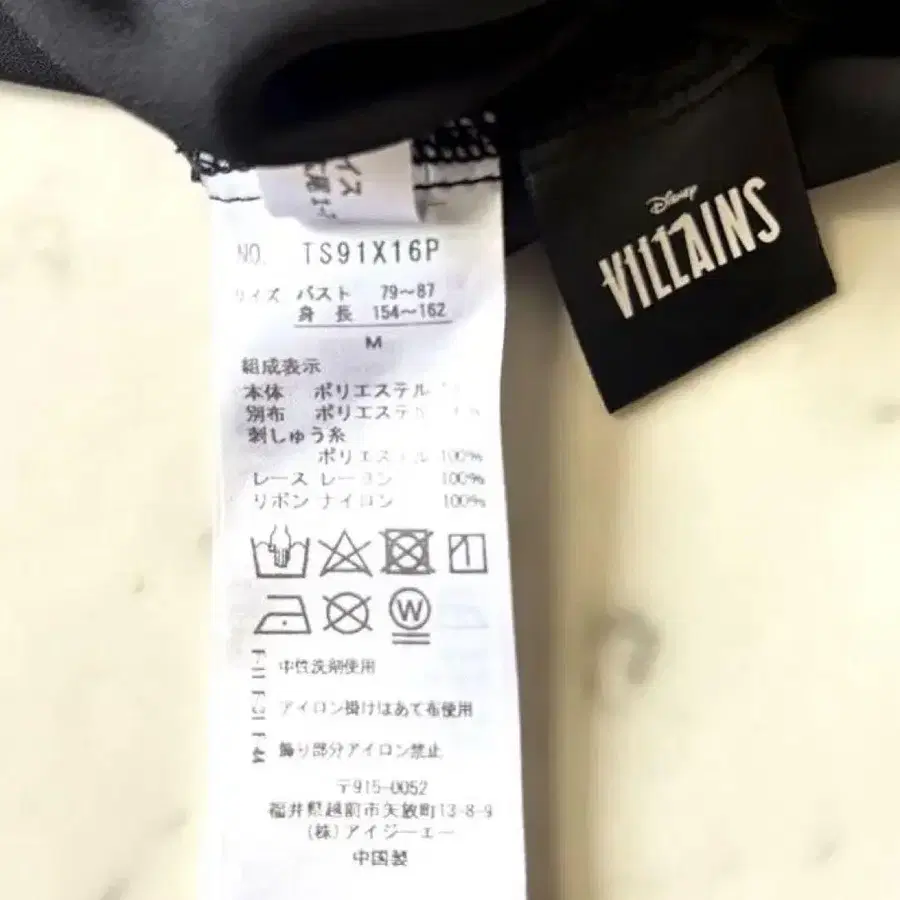 NO. TS91X16P
サイズ バスト 79〜87
身 長 154〜162
M
組成表示
本体 ポリエステル
別布 ポリエステル
刺しゅう糸
ポリエステル 100%
レース レーヨン 100%
リボン ナイロン 100%
W
中性洗剤使用
アイロン掛けはあて布使用
飾り部分アイロン禁止
〒915-0052
福井県越前市矢放町13-8-9
(株)アイジーエー
中国製
Disney
VILLAINS